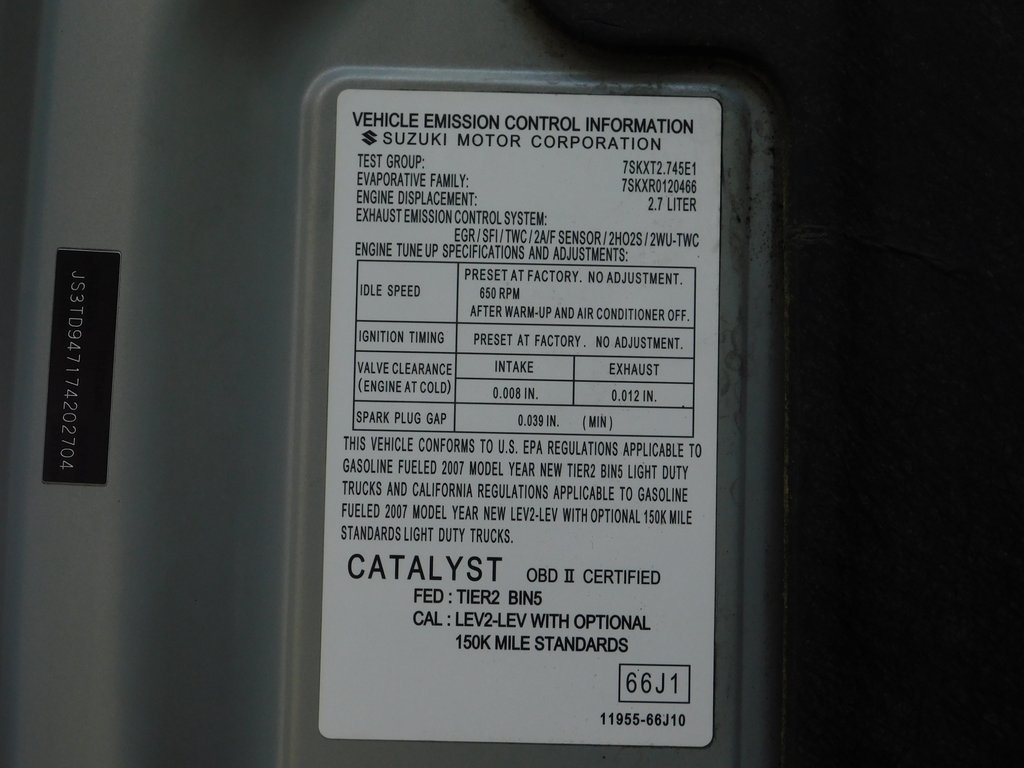 JS3TD947174202704
VEHICLE EMISSION CONTROL INFORMATION
SUZUKI MOTOR CORPORATION
TEST GROUP: 7SKXT2.745E1
EVAPORATIVE FAMILY: 7SKXR0120466
ENGINE DISPLACEMENT: 2.7 LITER
EXHAUST EMISSION CONTROL SYSTEM:
EGR / SFI / TWC / 2A/F SENSOR / 2HO2S / 2WU-TWC
ENGINE TUNE UP SPECIFICATIONS AND ADJUSTMENTS:
IDLE SPEED
PRESET AT FACTORY. NO ADJUSTMENT.
650 RPM
AFTER WARM-UP AND AIR CONDITIONER OFF.
IGNITION TIMING PRESET AT FACTORY. NO ADJUSTMENT.
VALVE CLEARANCE INTAKE EXHAUST
(ENGINE AT COLD) 0.008 IN. 0.012 IN.
SPARK PLUG GAP 0.039 IN. (MIN)
THIS VEHICLE CONFORMS TO U.S. EPA REGULATIONS APPLICABLE TO
GASOLINE FUELED 2007 MODEL YEAR NEW TIER2 BIN5 LIGHT DUTY
TRUCKS AND CALIFORNIA REGULATIONS APPLICABLE TO GASOLINE
FUELED 2007 MODEL YEAR NEW LEV2-LEV WITH OPTIONAL 150K MILE
STANDARDS LIGHT DUTY TRUCKS.
CATALYST OBD II CERTIFIED
FED : TIER2 BIN5
CAL : LEV2-LEV WITH OPTIONAL
150K MILE STANDARDS
66J1
11955-66J10